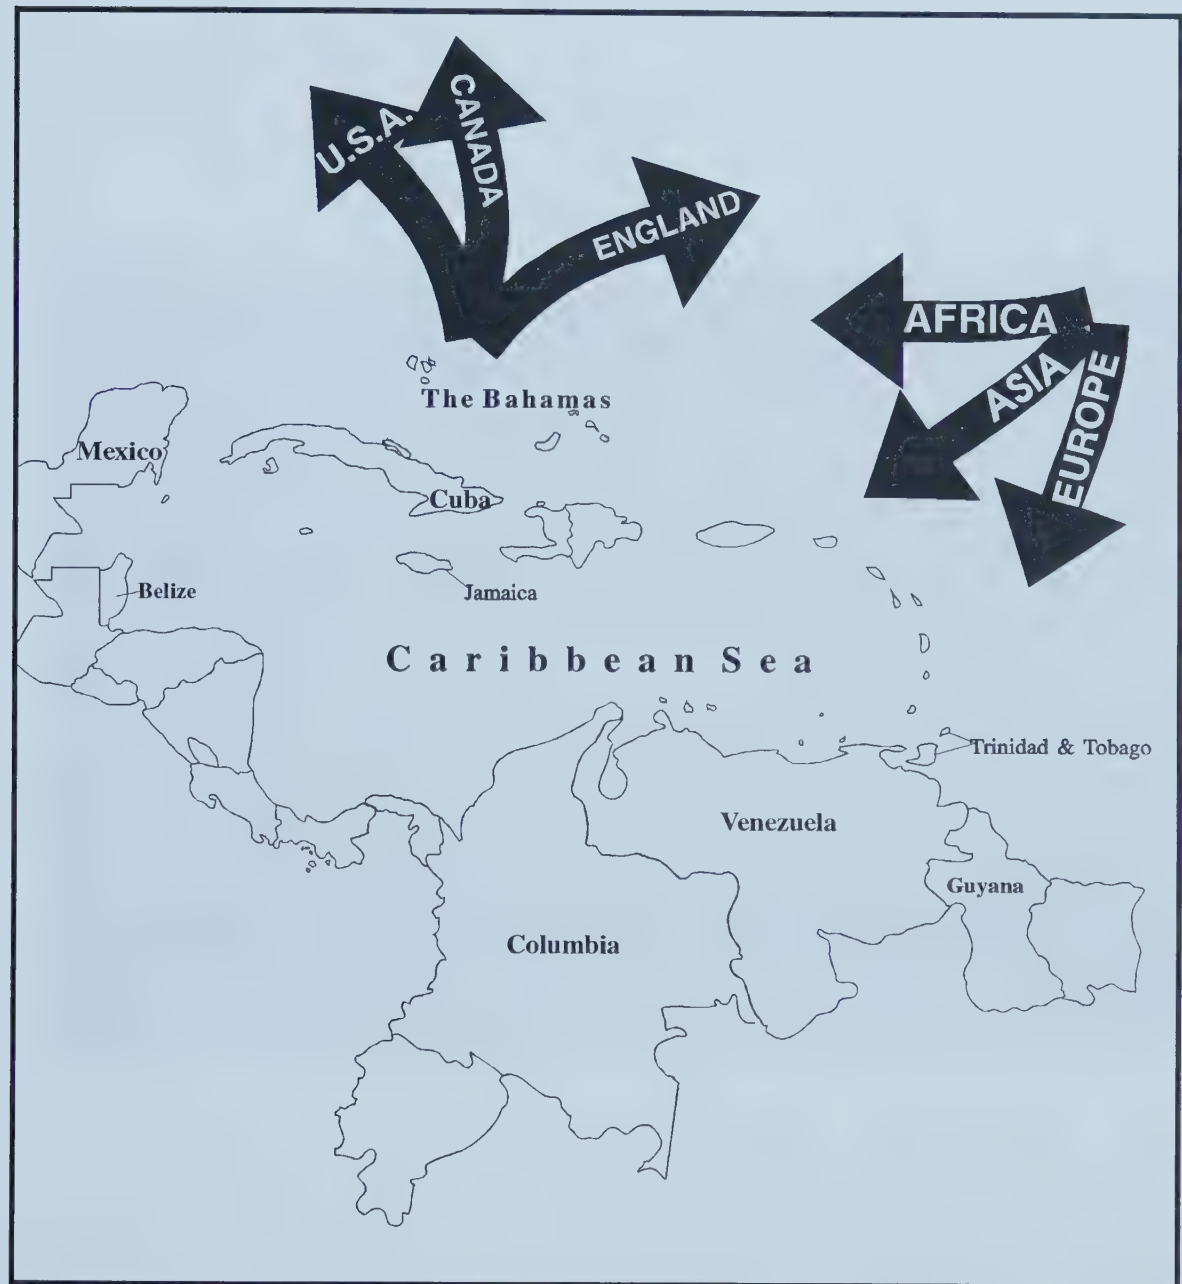 U.S.A.
CANADA
ENGLAND
AFRICA
ASIA
EUROPE
The Bahamas
Mexico
Cuba
Belize
Jamaica
Caribbean Sea
Trinidad & Tobago
Venezuela
Guyana
Columbia